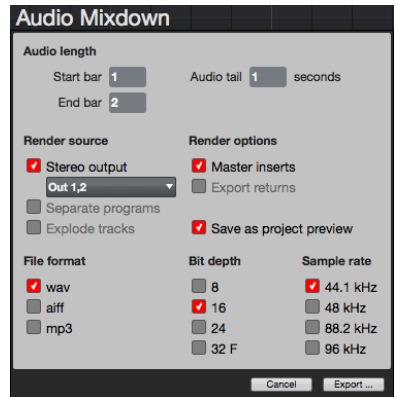 Audio Mixdown
Audio length
Start bar 1 Audio tail 1 seconds
End bar 2
Render source Render options
Stereo output Master inserts
Out 1,2 Export returns
Separate programs
Explode tracks Save as project preview
File format Bit depth Sample rate
wav 8 44.1 kHz
aiff 16 48 kHz
mp3 24 88.2 kHz
32 F 96 kHz
Cancel Export ...